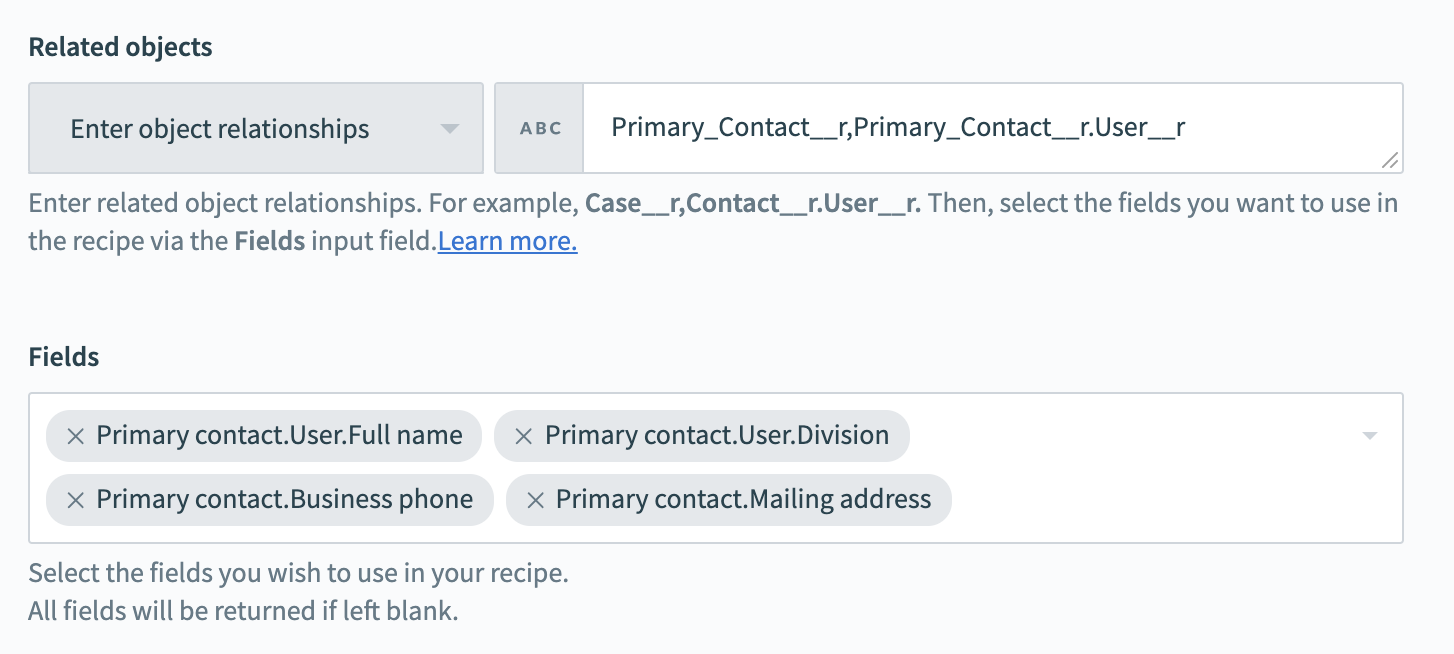 Related objects
Enter object relationships
ABC
Primary_Contact__r,Primary_Contact__r.User__r
Enter related object relationships. For example, Case__r,Contact__r.User__r. Then, select the fields you want to use in
the recipe via the Fields input field.Learn more.
Fields
× Primary contact.User.Full name × Primary contact.User.Division
× Primary contact.Business phone × Primary contact.Mailing address
Select the fields you wish to use in your recipe.
All fields will be returned if left blank.